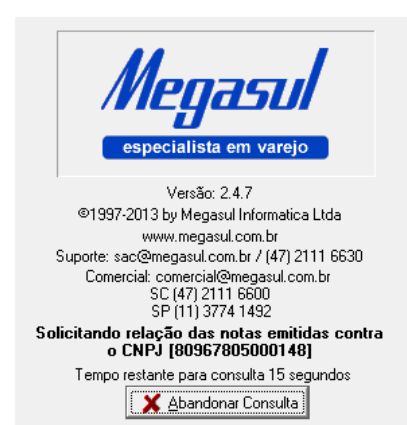 Megasul
especialista em varejo
Versão: 2.4.7
©1997-2013 by Megasul Informatica Ltda
www.megasul.com.br
Suporte: sac@megasul.com.br / (47) 2111 6630
Comercial: comercial@megasul.com.br
SC (47) 2111 6600
SP (11) 3774 1492
Solicitando relação das notas emitidas contra
o CNPJ [80967805000148]
Tempo restante para consulta 15 segundos
Abandonar Consulta